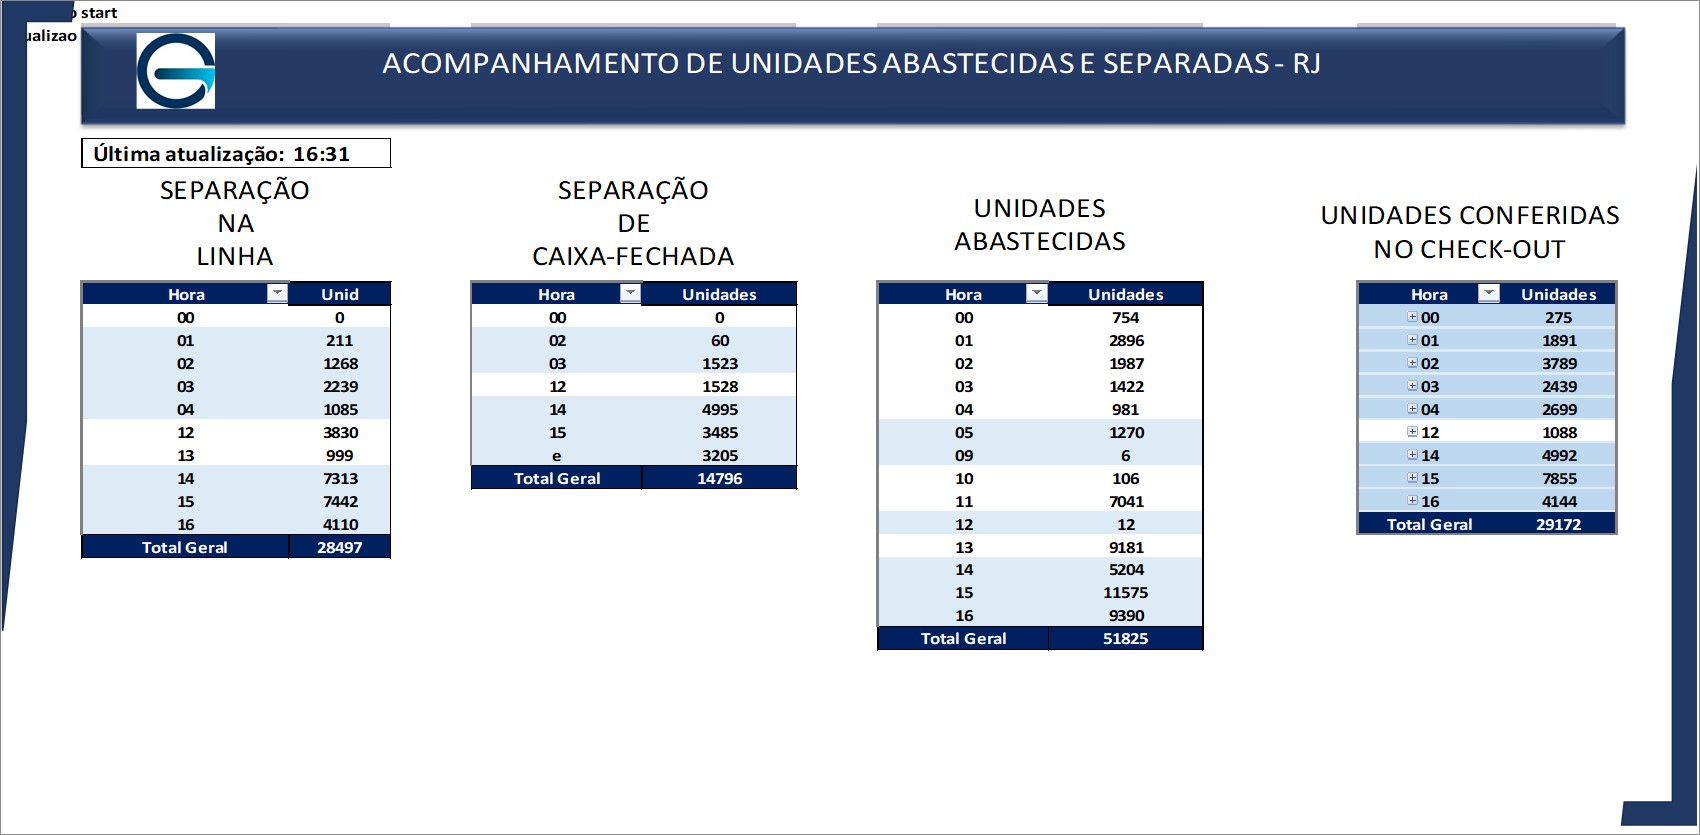 start
ualizao
ACOMPANHAMENTO DE UNIDADES ABASTECIDAS E SEPARADAS - RJ
Última atualização: 16:31
SEPARAÇÃO
NA
LINHA
Hora Unid
00 0
01 211
02 1268
03 2239
04 1085
12 3830
13 999
14 7313
15 7442
16 4110
Total Geral 28497
SEPARAÇÃO
DE
CAIXA-FECHADA
Hora Unidades
00 0
02 60
03 1523
12 1528
14 4995
15 3485
e 3205
Total Geral 14796
UNIDADES
ABASTECIDAS
Hora Unidades
00 754
01 2896
02 1987
03 1422
04 981
05 1270
09 6
10 106
11 7041
12 12
13 9181
14 5204
15 11575
16 9390
Total Geral 51825
UNIDADES CONFERIDAS
NO CHECK-OUT
Hora Unidades
00 275
01 1891
02 3789
03 2439
04 2699
12 1088
14 4992
15 7855
16 4144
Total Geral 29172